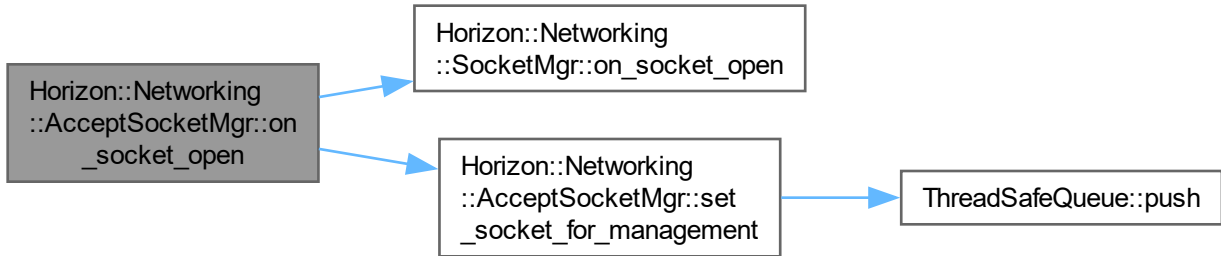 Horizon::Networking
::AcceptSocketMgr::on
_socket_open
Horizon::Networking
::SocketMgr::on_socket_open
Horizon::Networking
::AcceptSocketMgr::set
_socket_for_management
ThreadSafeQueue::push